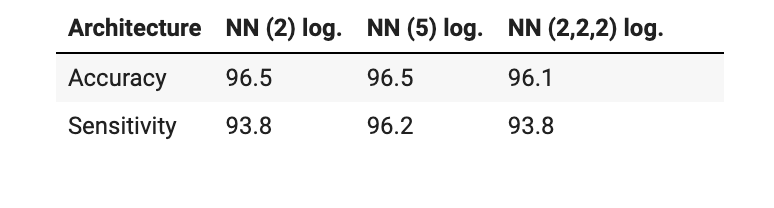 Architecture NN (2) log. NN (5) log. NN (2,2,2) log.
Accuracy 96.5 96.5 96.1
Sensitivity 93.8 96.2 93.8